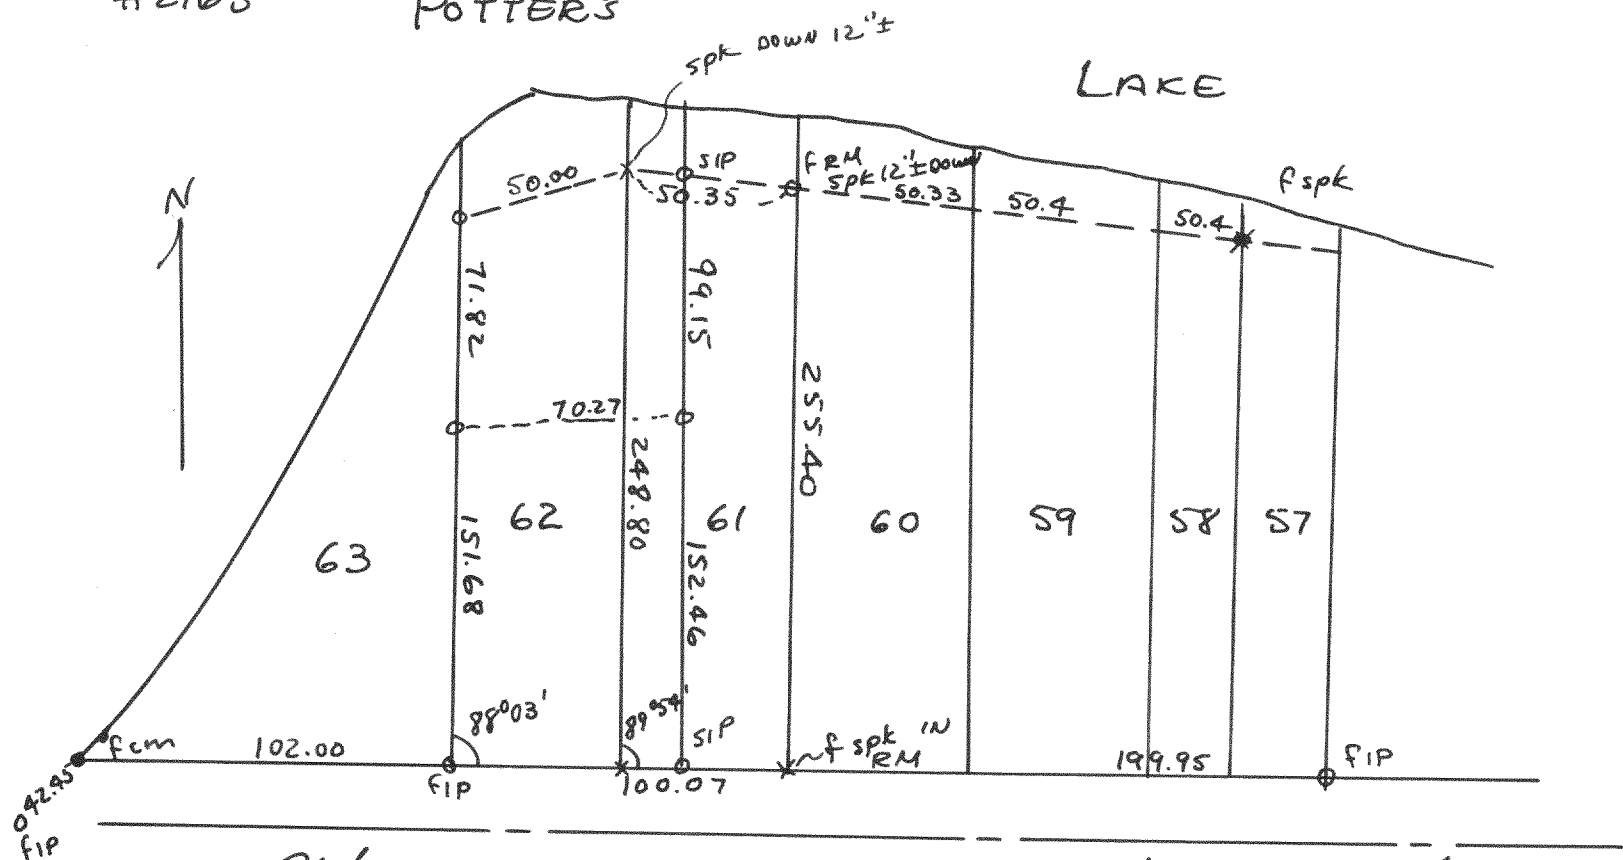 POTTERS
LAKE
spk DOWN 12"±
N
50.00
SIP
50.35
f RM
spk 12"± DOWN
50.33
50.4
50.4
f spk
71.82
99.15
255.40
70.27
248.80
151.68
152.46
63
62
61
60
59
58
57
88°03'
89°54'
fcm
102.00
fIP
SIP
100.07
f spk IN
RM
199.95
fIP
42.95
fIP